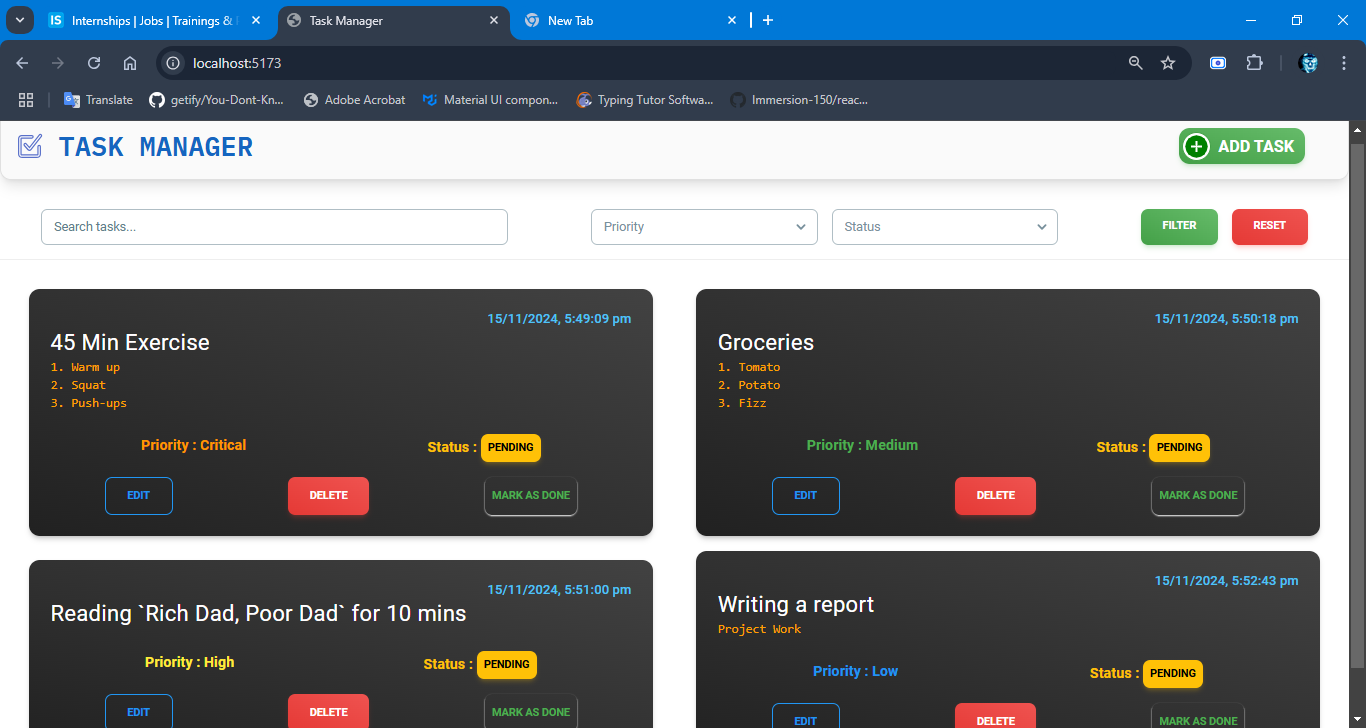 Internships | Jobs | Trainings &
Task Manager
New Tab
localhost:5173
Translate
getify/You-Dont-Kn...
Adobe Acrobat
Material UI compon...
Typing Tutor Softwa...
Immersion-150/reac...
TASK MANAGER
ADD TASK
Search tasks...
Priority
Status
FILTER
RESET
15/11/2024, 5:49:09 pm
45 Min Exercise
1. Warm up
2. Squat
3. Push-ups
Priority : Critical
Status : PENDING
EDIT
DELETE
MARK AS DONE
15/11/2024, 5:50:18 pm
Groceries
1. Tomato
2. Potato
3. Fizz
Priority : Medium
Status : PENDING
EDIT
DELETE
MARK AS DONE
15/11/2024, 5:51:00 pm
Reading `Rich Dad, Poor Dad` for 10 mins
Priority : High
Status : PENDING
EDIT
DELETE
MARK AS DONE
15/11/2024, 5:52:43 pm
Writing a report
Project Work
Priority : Low
Status : PENDING
EDIT
DELETE
MARK AS DONE